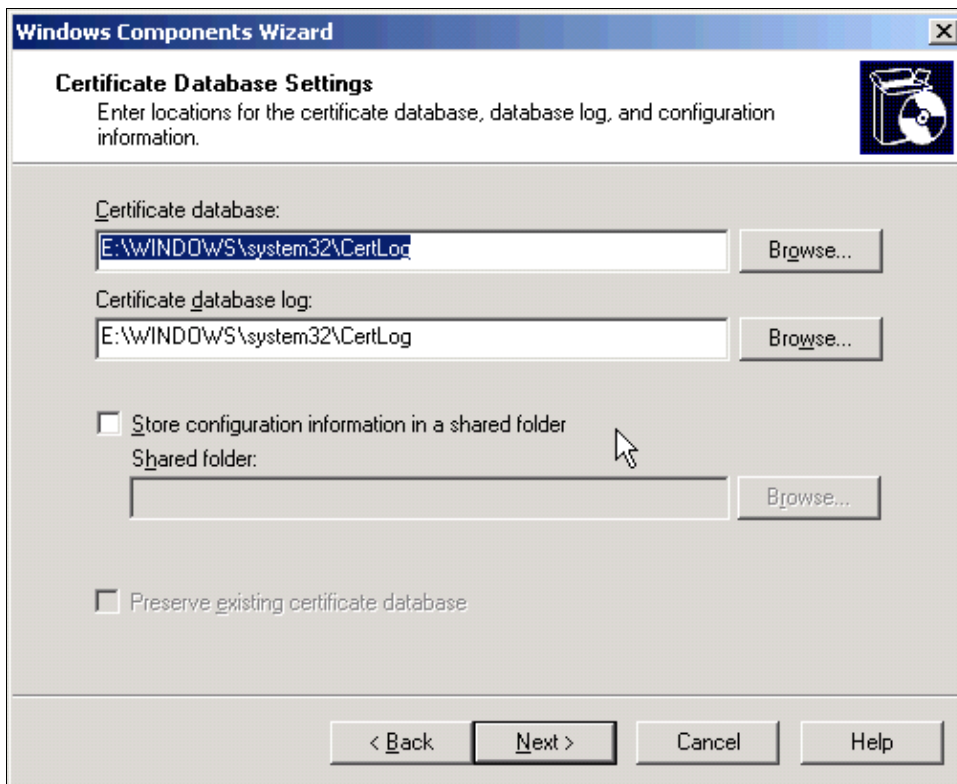 Windows Components Wizard
Certificate Database Settings
Enter locations for the certificate database, database log, and configuration
information.
Certificate database:
E:\WINDOWS\system32\CertLog
Browse...
Certificate database log:
E:\WINDOWS\system32\CertLog
Browse...
Store configuration information in a shared folder
Shared folder:
Browse...
Preserve existing certificate database
< Back
Next >
Cancel
Help